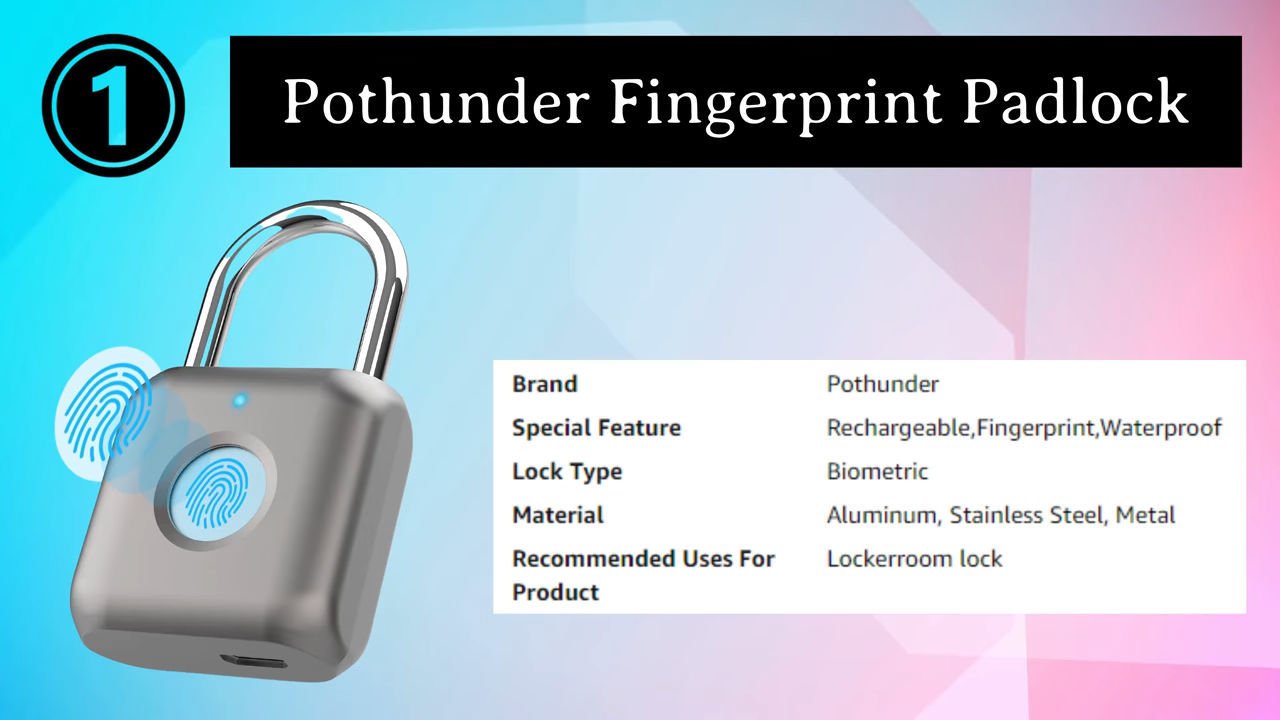 1
Pothunder Fingerprint Padlock
Brand Pothunder
Special Feature Rechargeable,Fingerprint,Waterproof
Lock Type Biometric
Material Aluminum, Stainless Steel, Metal
Recommended Uses For Lockerroom lock
Product